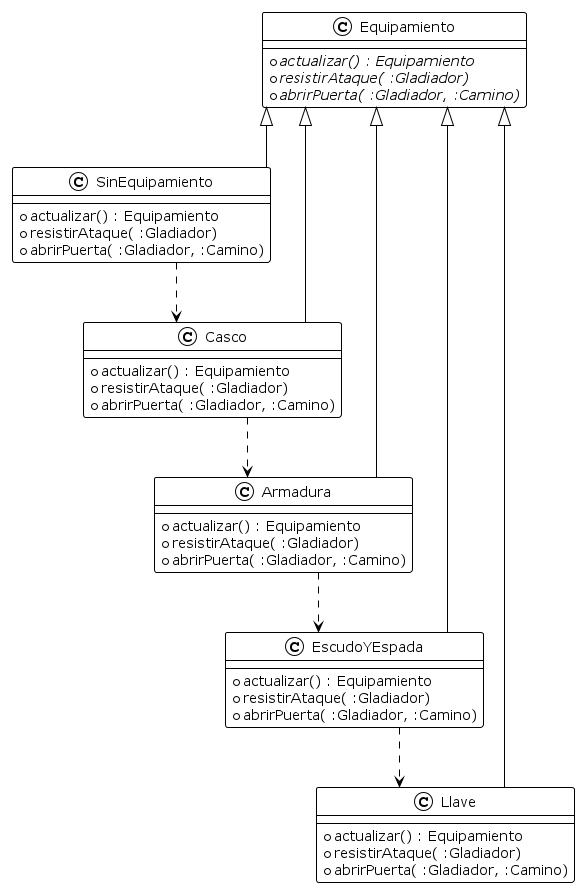 C Equipamiento
actualizar() : Equipamiento
resistirAtaque( :Gladiador)
abrirPuerta( :Gladiador, :Camino)
C SinEquipamiento
actualizar() : Equipamiento
resistirAtaque( :Gladiador)
abrirPuerta( :Gladiador, :Camino)
C Casco
actualizar() : Equipamiento
resistirAtaque( :Gladiador)
abrirPuerta( :Gladiador, :Camino)
C Armadura
actualizar() : Equipamiento
resistirAtaque( :Gladiador)
abrirPuerta( :Gladiador, :Camino)
C EscudoYEspada
actualizar() : Equipamiento
resistirAtaque( :Gladiador)
abrirPuerta( :Gladiador, :Camino)
C Llave
actualizar() : Equipamiento
resistirAtaque( :Gladiador)
abrirPuerta( :Gladiador, :Camino)